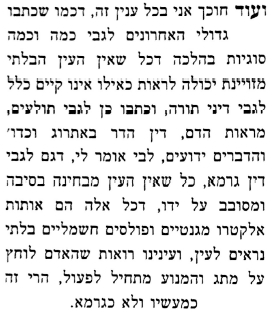 ועוד חוכך אני בכל ענין זה, דכמו שכתבו
גדולי האחרונים לגבי כמה וכמה
סוגיות בהלכה דכל שאין העין הבלתי
מזויינת יכולה לראות כאילו אינו קיים כלל
לגבי דיני תורה, וכתבו כן לגבי תולעים,
מראות הדם, דין הדר באתרוג וכדו׳
והדברים ידועים, לבי אומר לי, דגם לגבי
דין גרמא, כל שאין העין מבחינה בסיבה
ומסובב על ידו, דכל אלה הם אותות
אלקטרו מגנטיים ופולסים חשמליים בלתי
נראים לעין, ועינינו רואות שהאדם לוחץ
על מתג והמנוע מתחיל לפעול, הרי זה
כמעשיו ולא כגרמא.